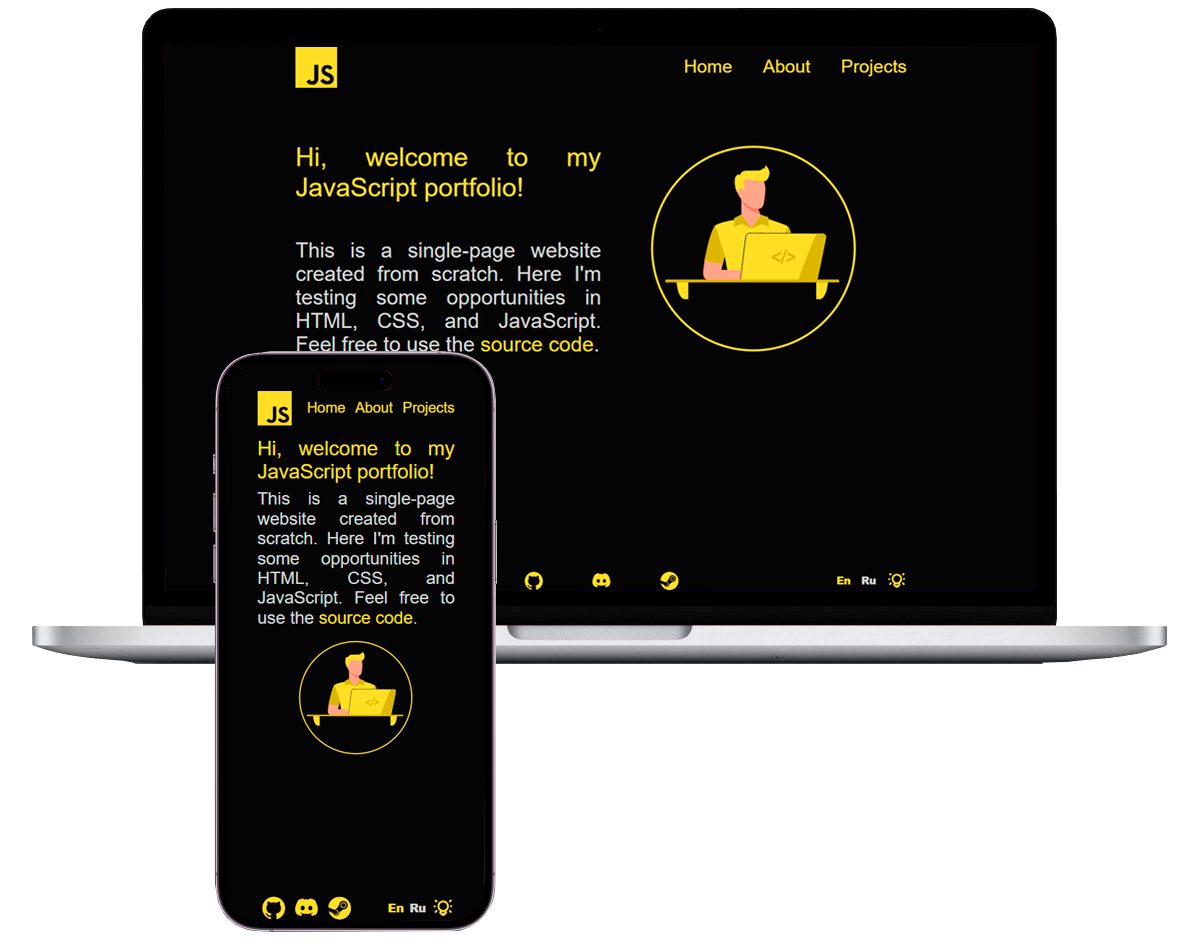 JS
Home About Projects
Hi, welcome to my
JavaScript portfolio!
This is a single-page website
created from scratch. Here I'm
testing some opportunities in
HTML, CSS, and JavaScript.
Feel free to use the source code.
</>
En Ru
JS
Home About Projects
Hi, welcome to my
JavaScript portfolio!
This is a single-page
website created from
scratch. Here I'm testing
some opportunities in
HTML, CSS, and
JavaScript. Feel free to
use the source code.
</>
En Ru